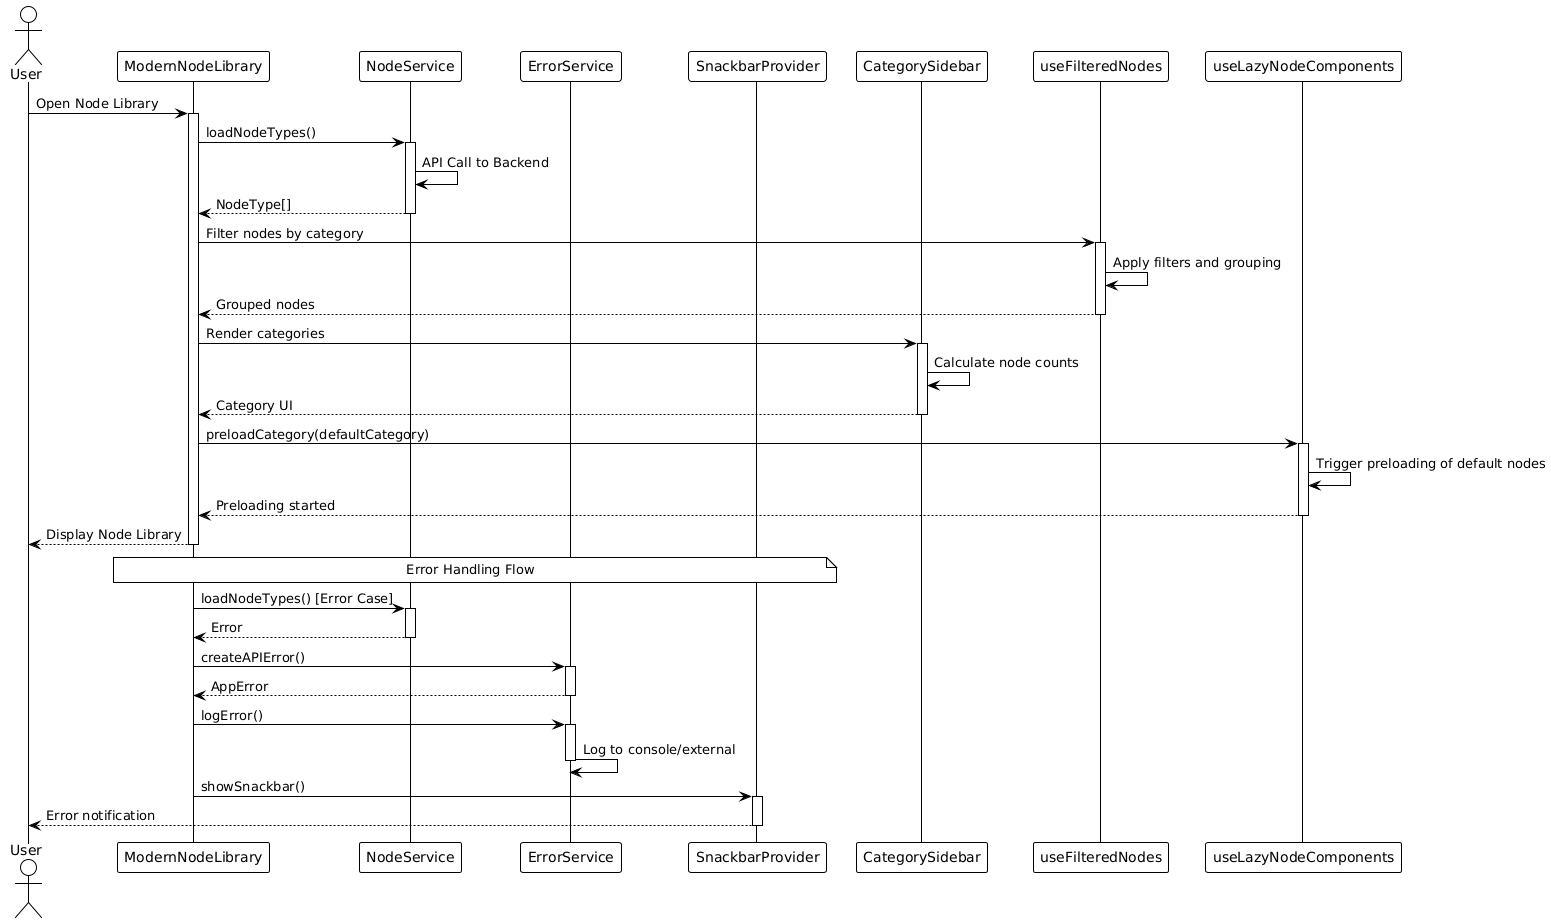 User
ModernNodeLibrary
NodeService
ErrorService
SnackbarProvider
CategorySidebar
useFilteredNodes
useLazyNodeComponents
Open Node Library
loadNodeTypes()
API Call to Backend
NodeType[]
Filter nodes by category
Apply filters and grouping
Grouped nodes
Render categories
Calculate node counts
Category UI
preloadCategory(defaultCategory)
Trigger preloading of default nodes
Preloading started
Display Node Library
Error Handling Flow
loadNodeTypes() [Error Case]
Error
createAPIError()
AppError
logError()
Log to console/external
showSnackbar()
Error notification
User
ModernNodeLibrary
NodeService
ErrorService
SnackbarProvider
CategorySidebar
useFilteredNodes
useLazyNodeComponents